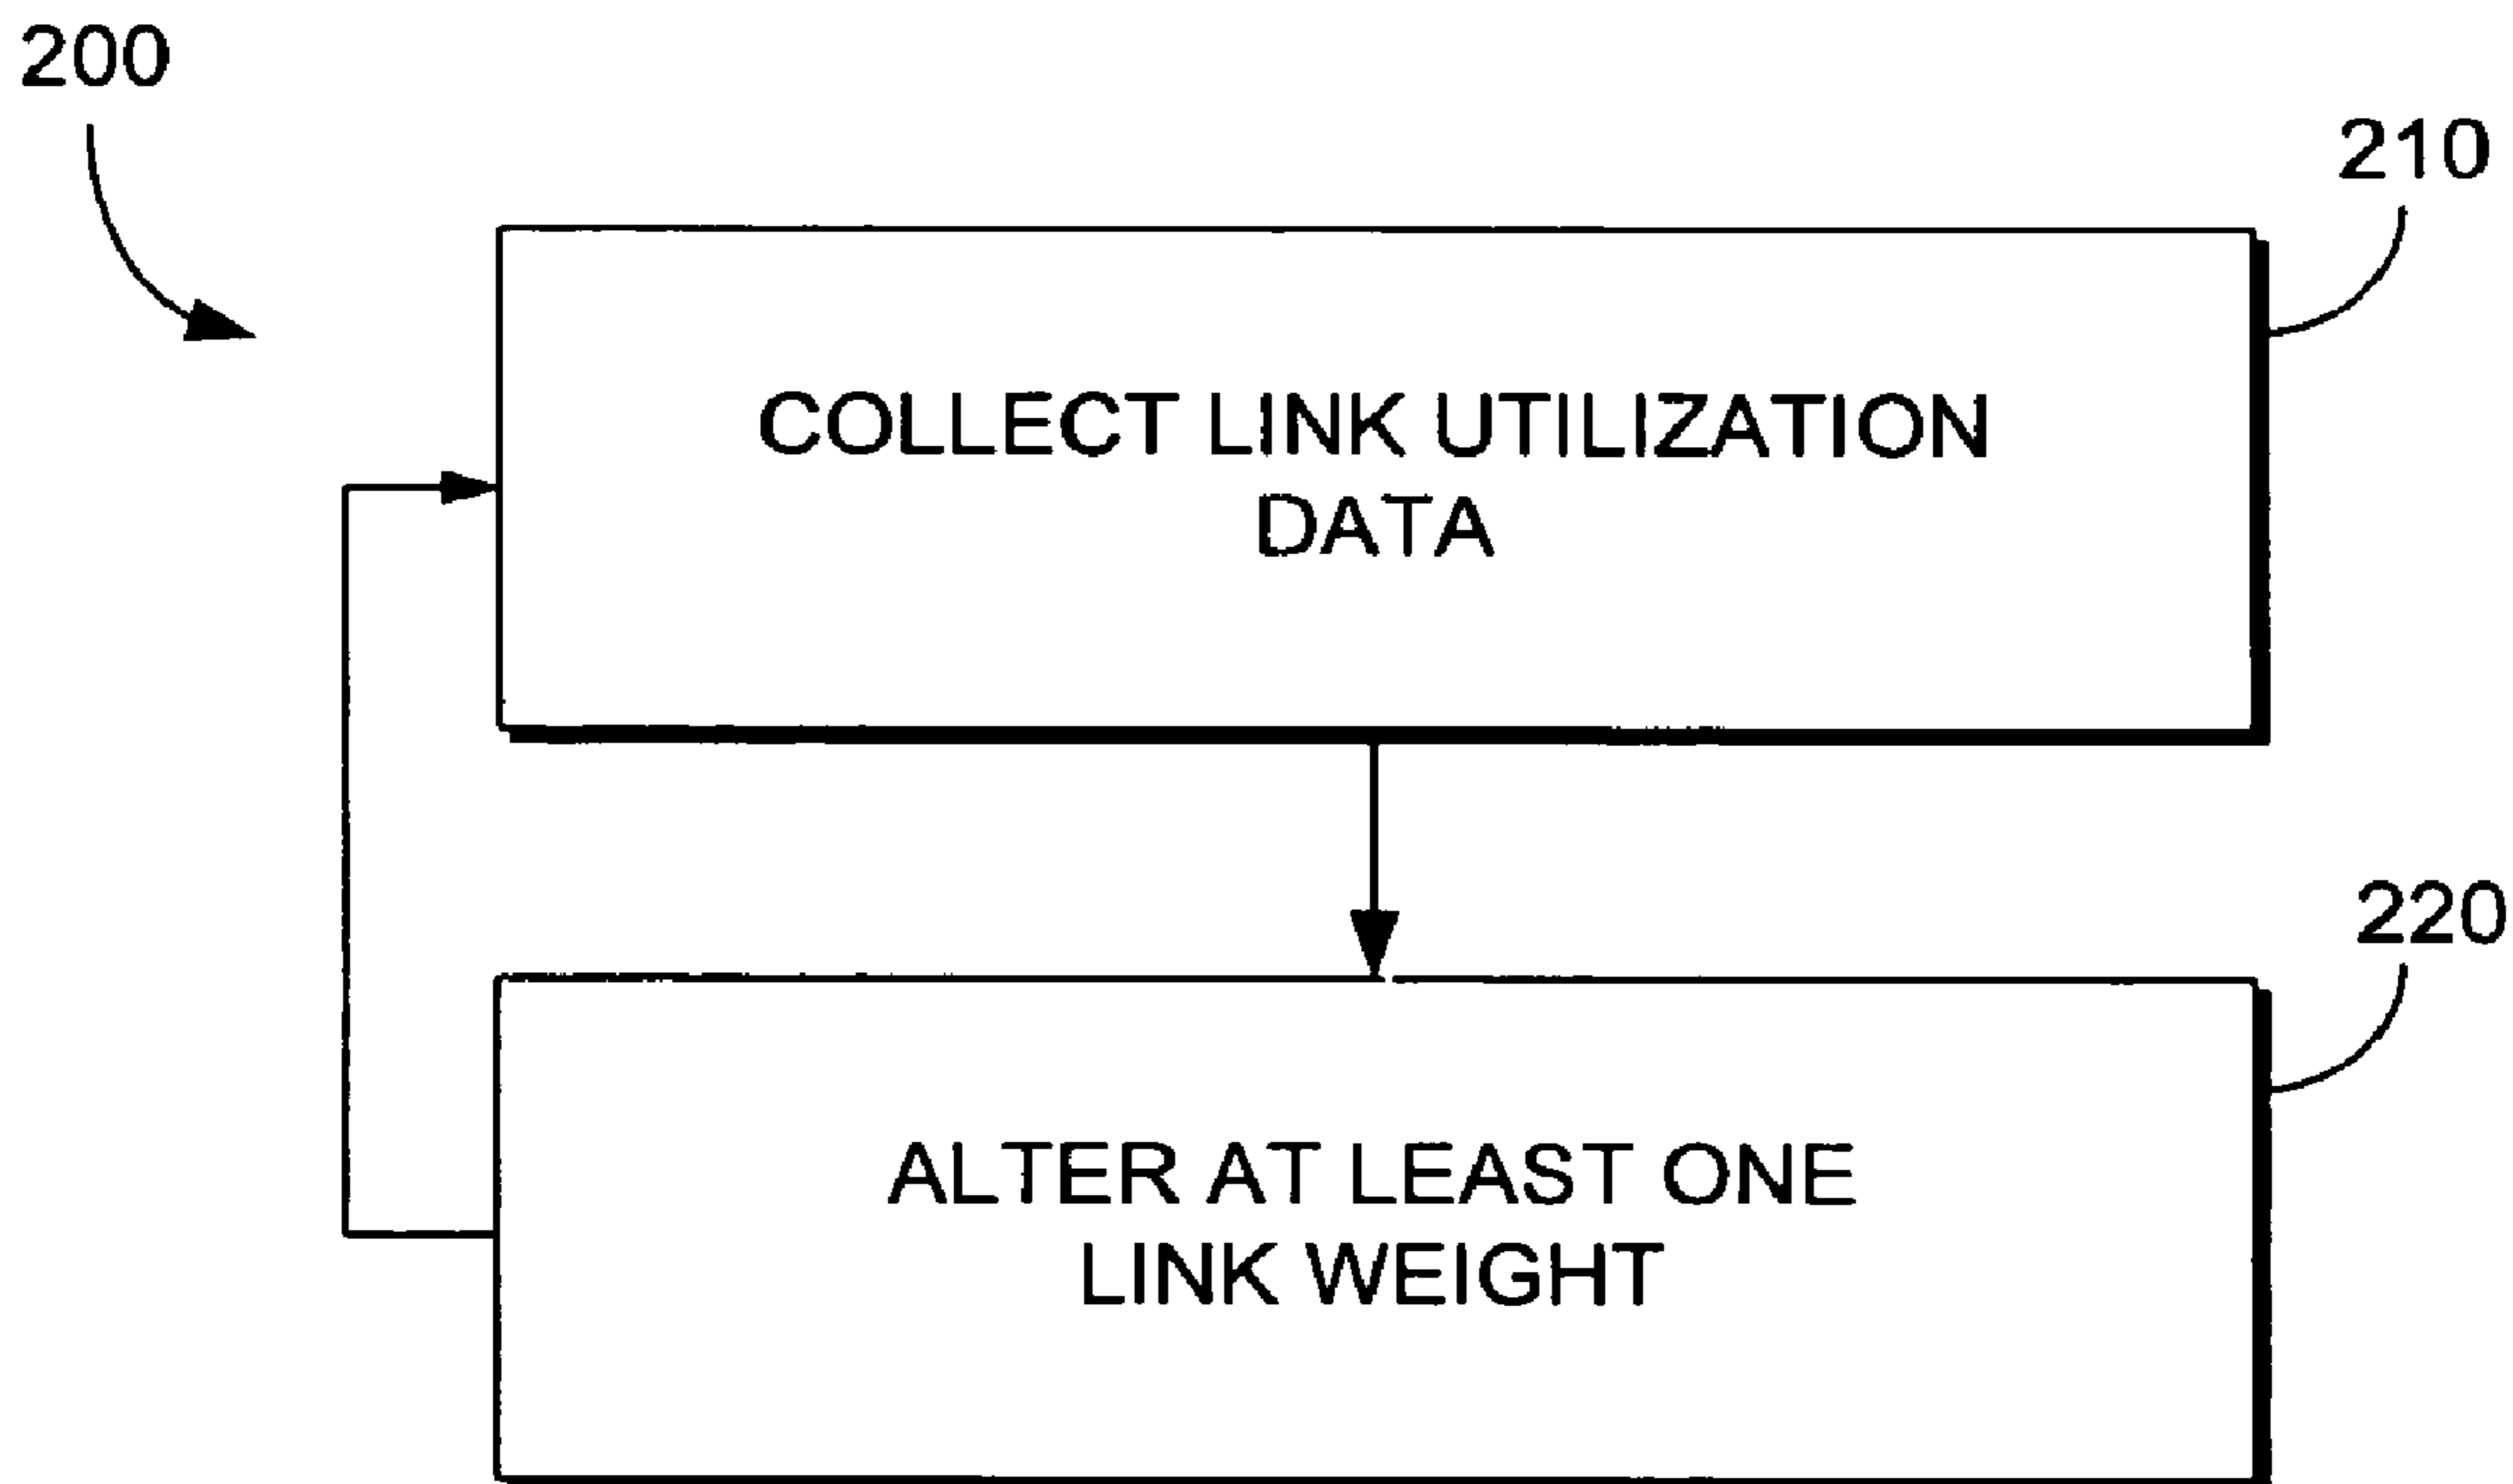 200
210
COLLECT LINK UTILIZATION
DATA
220
ALTER AT LEAST ONE
LINK WEIGHT